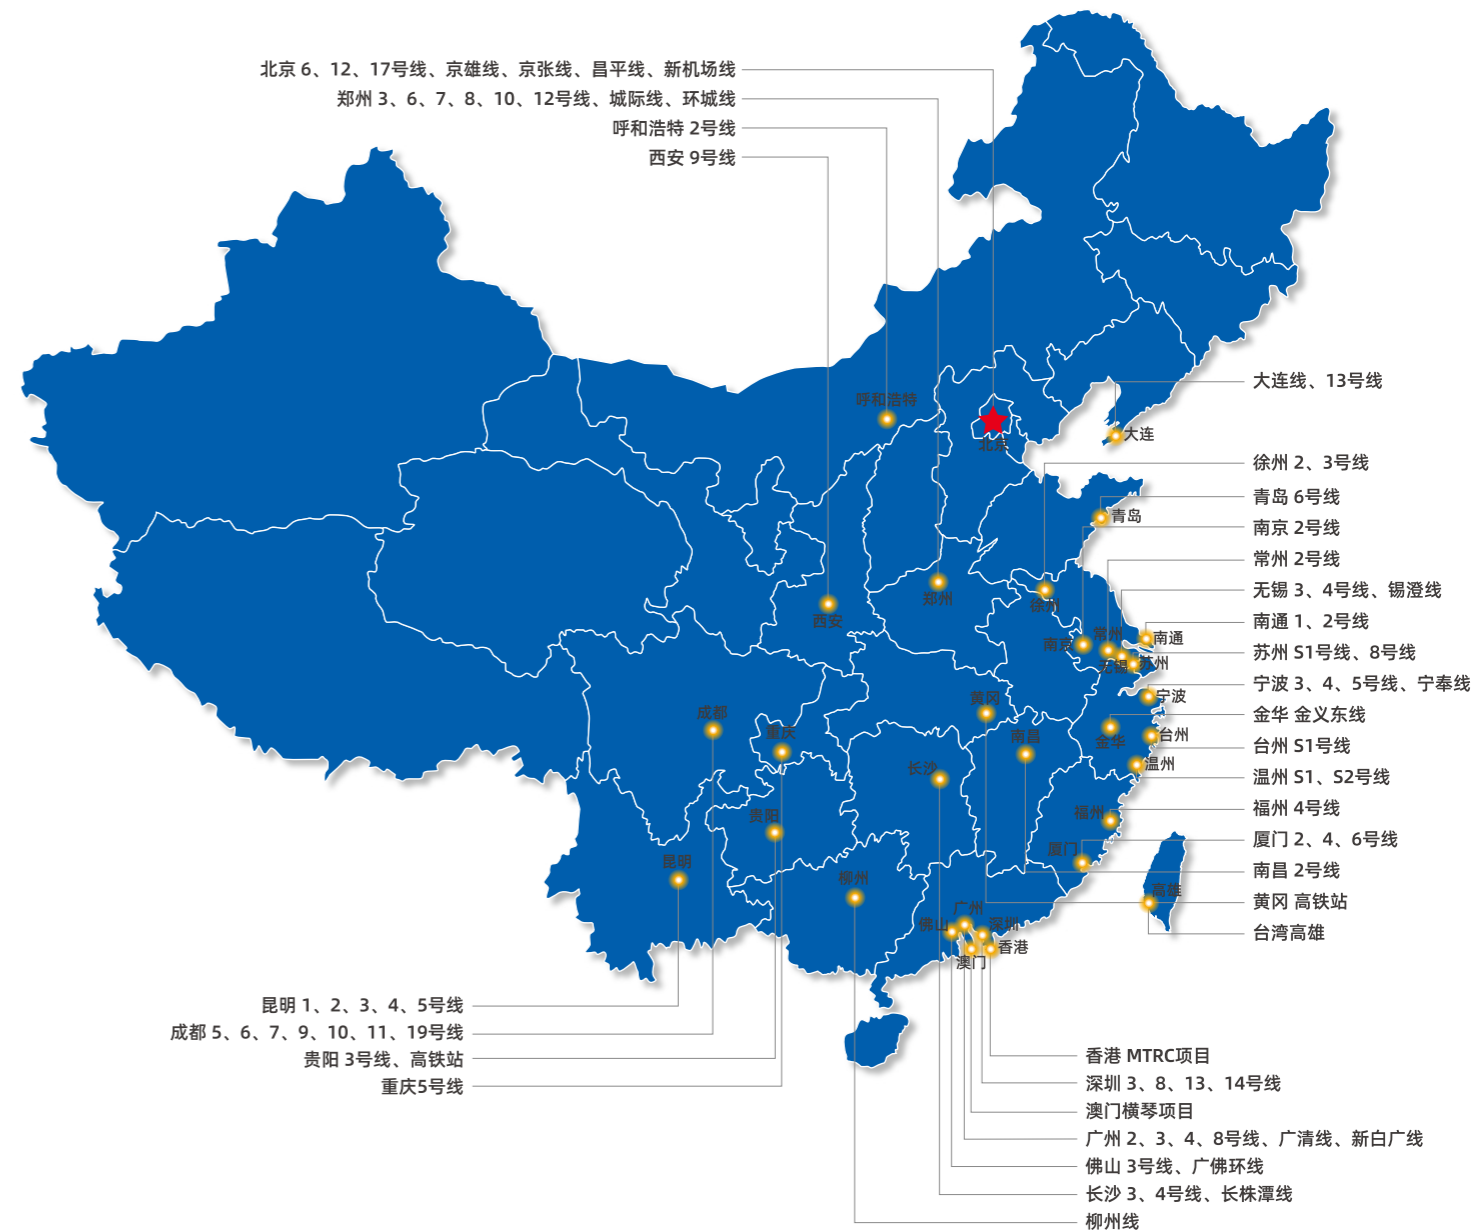 北京 6、12、17号线、京雄线、京张线、昌平线、新机场线
郑州 3、6、7、8、10、12号线、城际线、环城线
呼和浩特 2号线
西安 9号线
大连线、13号线
徐州 2、3号线
青岛 6号线
南京 2号线
常州 2号线
无锡 3、4号线、锡澄线
南通 1、2号线
苏州 S1号线、8号线
宁波 3、4、5号线、宁奉线
金华 金义东线
台州 S1号线
温州 S1、S2号线
福州 4号线
厦门 2、4、6号线
南昌 2号线
黄冈 高铁站
台湾高雄
呼和浩特
北京
大连
青岛
郑州
徐州
西安
常州
南通
南京
无锡
苏州
宁波
黄冈
成都
重庆
南昌
金华
台州
长沙
温州
贵阳
福州
厦门
昆明
柳州
高雄
广州
佛山
深圳
香港
澳门
昆明 1、2、3、4、5号线
成都 5、6、7、9、10、11、19号线
贵阳 3号线、高铁站
重庆5号线
香港 MTRC项目
深圳 3、8、13、14号线
澳门横琴项目
广州 2、3、4、8号线、广清线、新白广线
佛山 3号线、广佛环线
长沙 3、4号线、长株潭线
柳州线